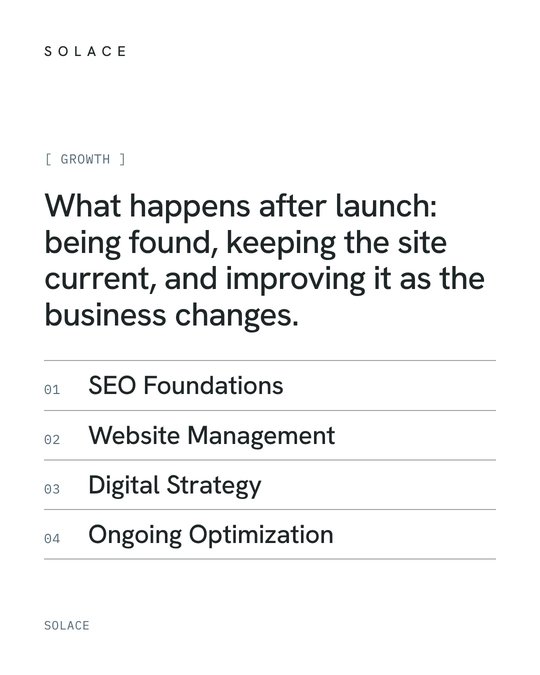 SOLACE
[ GROWTH ]
What happens after launch:
being found, keeping the site
current, and improving it as the
business changes.
01 SEO Foundations
02 Website Management
03 Digital Strategy
04 Ongoing Optimization
SOLACE